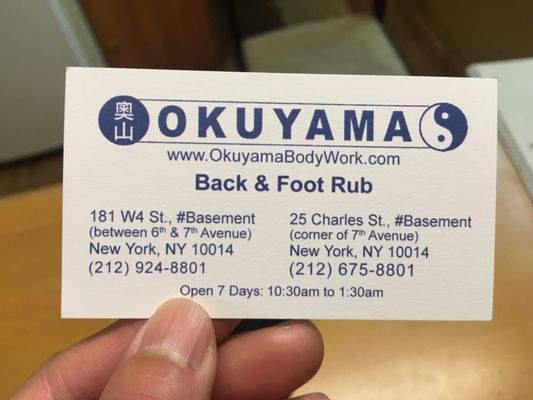 奥山
OKUYAMA
www.OkuyamaBodyWork.com
Back & Foot Rub
181 W4 St., #Basement
(between 6th & 7th Avenue)
New York, NY 10014
(212) 924-8801
25 Charles St., #Basement
(corner of 7th Avenue)
New York, NY 10014
(212) 675-8801
Open 7 Days: 10:30am to 1:30am